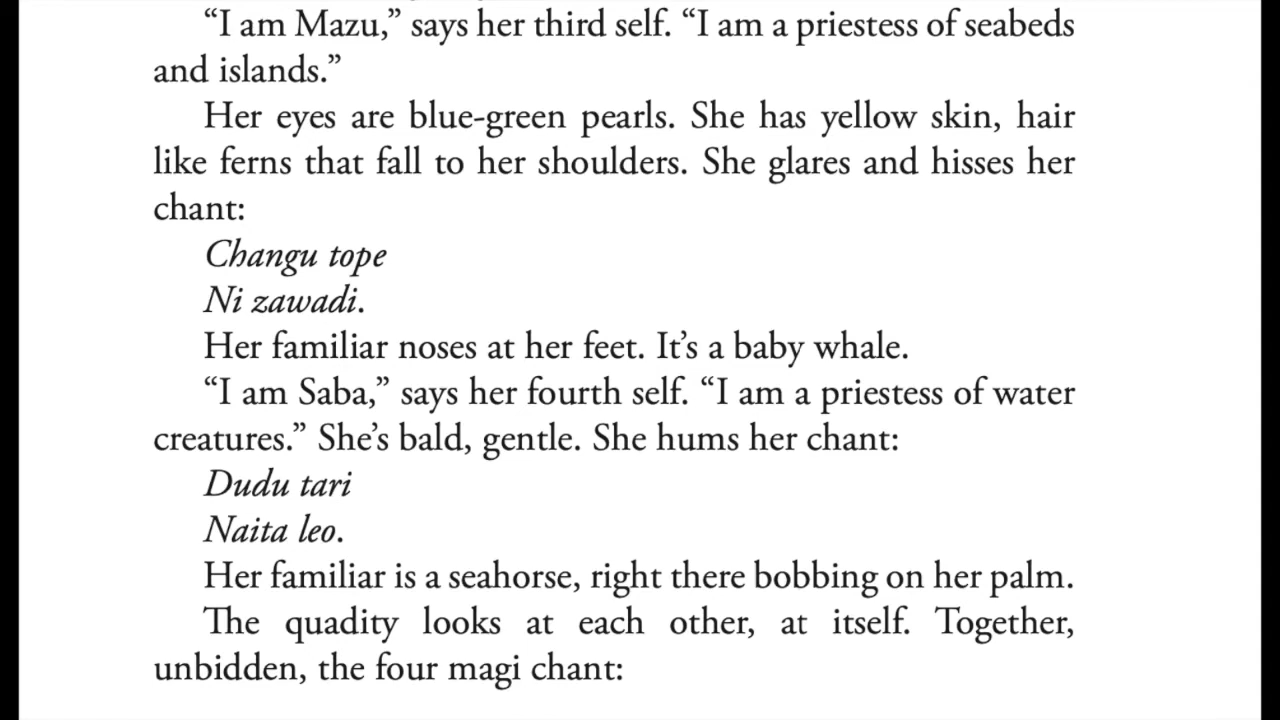 “I am Mazu,” says her third self. “I am a priestess of seabeds
and islands.”
Her eyes are blue-green pearls. She has yellow skin, hair
like ferns that fall to her shoulders. She glares and hisses her
chant:
Changu tope
Ni zawadi.
Her familiar noses at her feet. It’s a baby whale.
“I am Saba,” says her fourth self. “I am a priestess of water
creatures.” She’s bald, gentle. She hums her chant:
Dudu tari
Naita leo.
Her familiar is a seahorse, right there bobbing on her palm.
The quadity looks at each other, at itself. Together,
unbidden, the four magi chant: